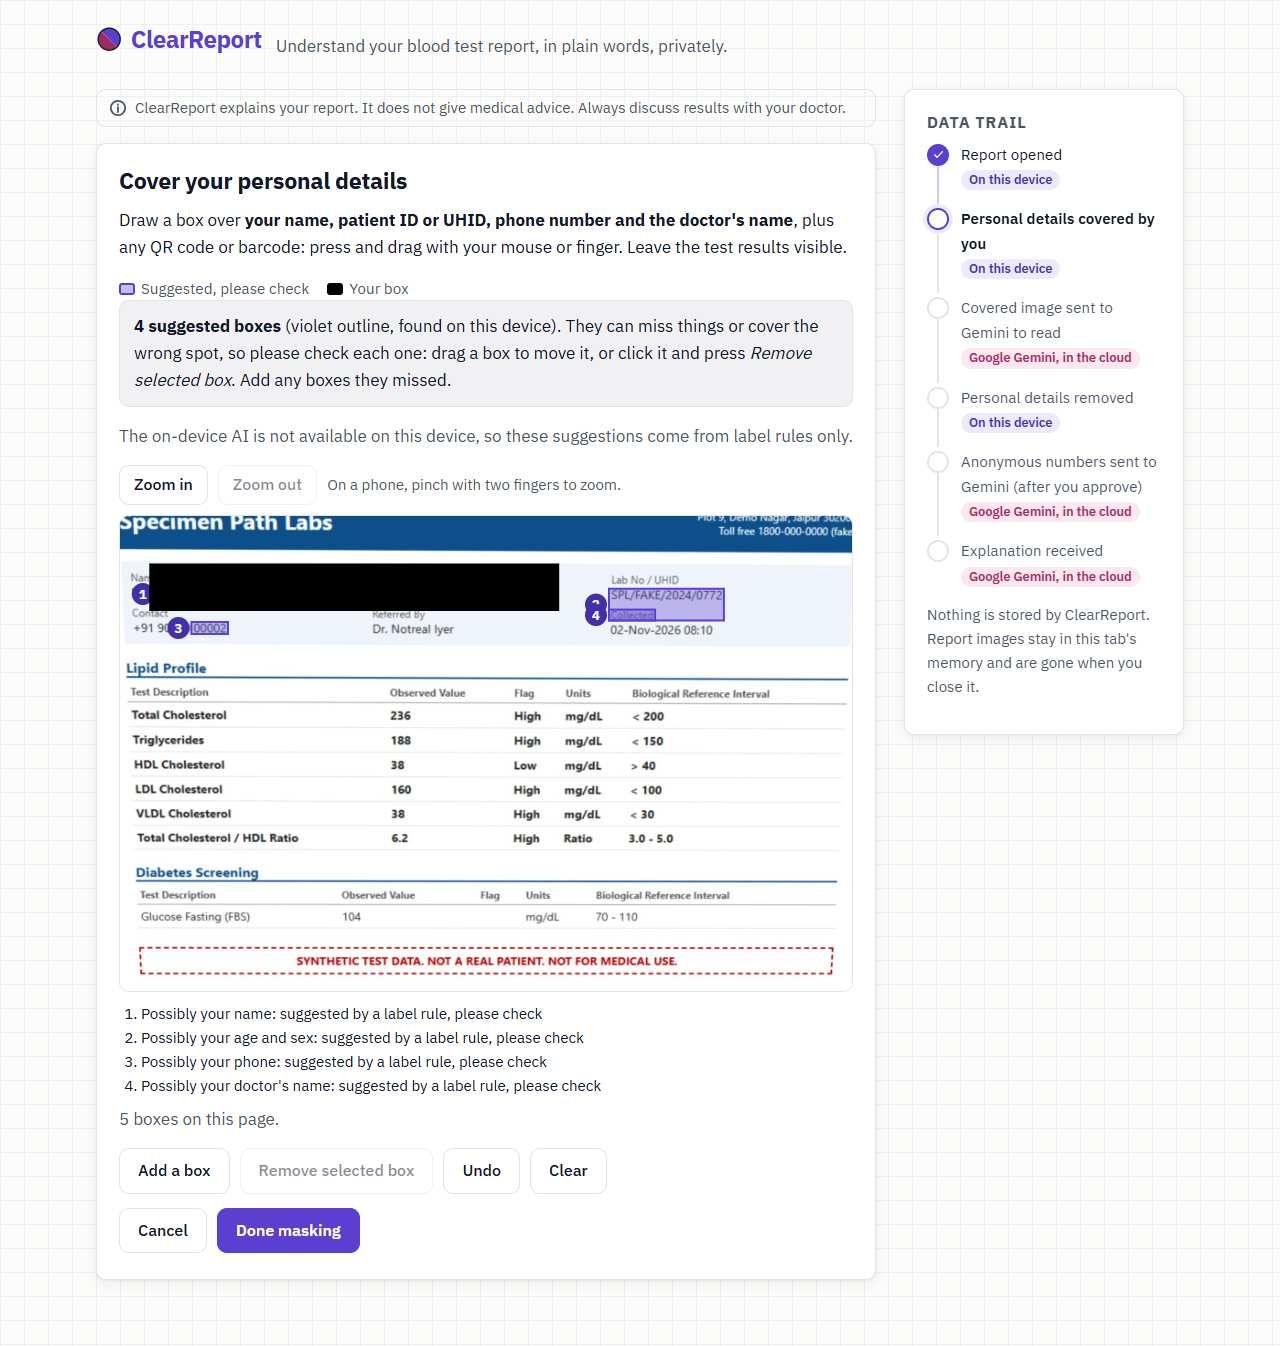 ClearReport Understand your blood test report, in plain words, privately.
ClearReport explains your report. It does not give medical advice. Always discuss results with your doctor.
Cover your personal details
Draw a box over your name, patient ID or UHID, phone number and the doctor's name, plus
any QR code or barcode: press and drag with your mouse or finger. Leave the test results visible.
Suggested, please check Your box
4 suggested boxes (violet outline, found on this device). They can miss things or cover the
wrong spot, so please check each one: drag a box to move it, or click it and press Remove
selected box. Add any boxes they missed.
The on-device AI is not available on this device, so these suggestions come from label rules only.
Zoom in Zoom out On a phone, pinch with two fingers to zoom.
Specimen Path Labs
Plot 9, Demo Nagar, Jaipur
Toll free 1800-000-0000 (fake
Lab No / UHID
1
SPL/FAKE/2024/0772
Contact Referred By 4 Collected
+91 90 3 00002 Dr. Notreal Iyer 02-Nov-2026 08:10
Lipid Profile
Test Description Observed Value Flag Units Biological Reference Interval
Total Cholesterol 236 High mg/dL < 200
Triglycerides 188 High mg/dL < 150
HDL Cholesterol 38 Low mg/dL > 40
LDL Cholesterol 160 High mg/dL < 100
VLDL Cholesterol 38 High mg/dL < 30
Total Cholesterol / HDL Ratio 6.2 High Ratio 3.0 - 5.0
Diabetes Screening
Test Description Observed Value Flag Units Biological Reference Interval
Glucose Fasting (FBS) 104 mg/dL 70 - 110
SYNTHETIC TEST DATA. NOT A REAL PATIENT. NOT FOR MEDICAL USE.
1. Possibly your name: suggested by a label rule, please check
2. Possibly your age and sex: suggested by a label rule, please check
3. Possibly your phone: suggested by a label rule, please check
4. Possibly your doctor's name: suggested by a label rule, please check
5 boxes on this page.
Add a box Remove selected box Undo Clear
Cancel Done masking
DATA TRAIL
Report opened
On this device
Personal details covered by
you
On this device
Covered image sent to
Gemini to read
Google Gemini, in the cloud
Personal details removed
On this device
Anonymous numbers sent to
Gemini (after you approve)
Google Gemini, in the cloud
Explanation received
Google Gemini, in the cloud
Nothing is stored by ClearReport.
Report images stay in this tab's
memory and are gone when you
close it.